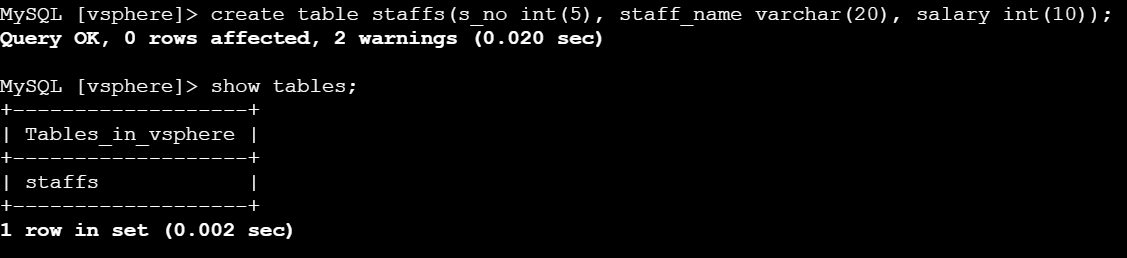 MySQL [vsphere]> create table staffs(s_no int(5), staff_name varchar(20), salary int(10));
Query OK, 0 rows affected, 2 warnings (0.020 sec)
MySQL [vsphere]> show tables;
+-------------------+
| Tables_in_vsphere |
+-------------------+
| staffs            |
+-------------------+
1 row in set (0.002 sec)